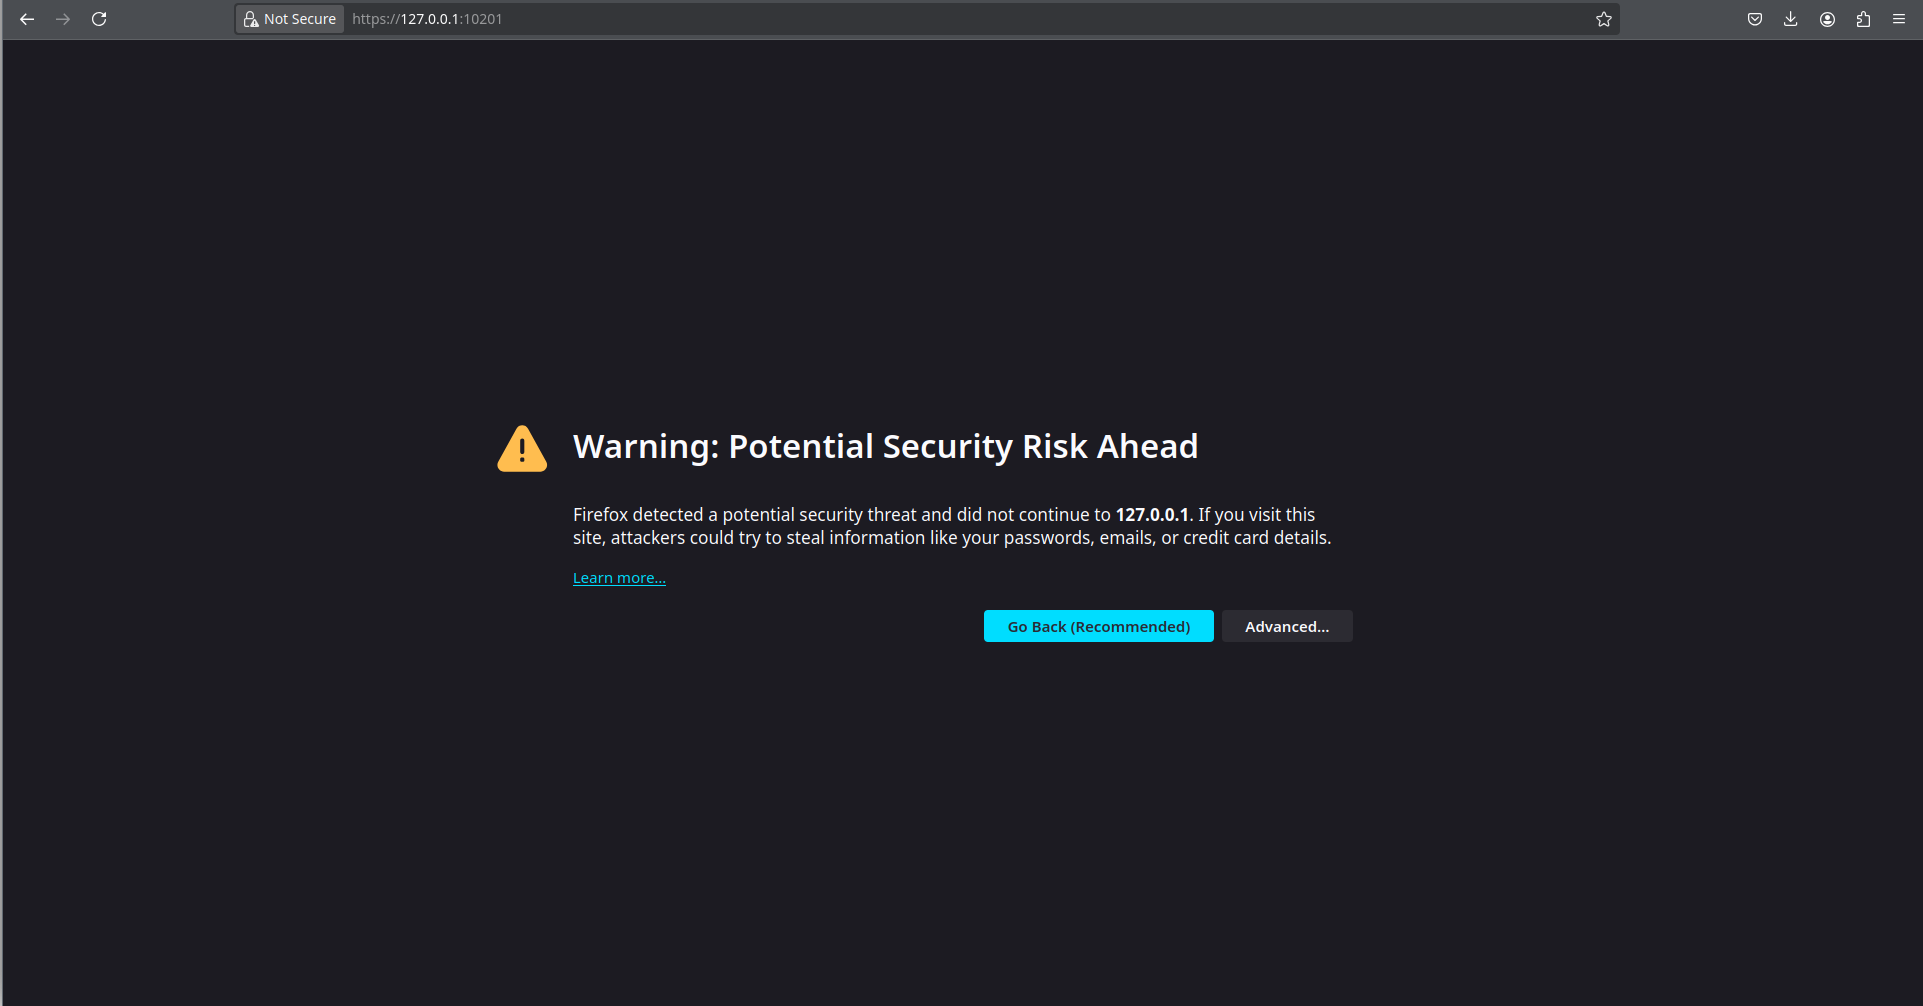 Not Secure https://127.0.0.1:10201
Warning: Potential Security Risk Ahead
Firefox detected a potential security threat and did not continue to 127.0.0.1. If you visit this
site, attackers could try to steal information like your passwords, emails, or credit card details.
Learn more...
Go Back (Recommended) Advanced...